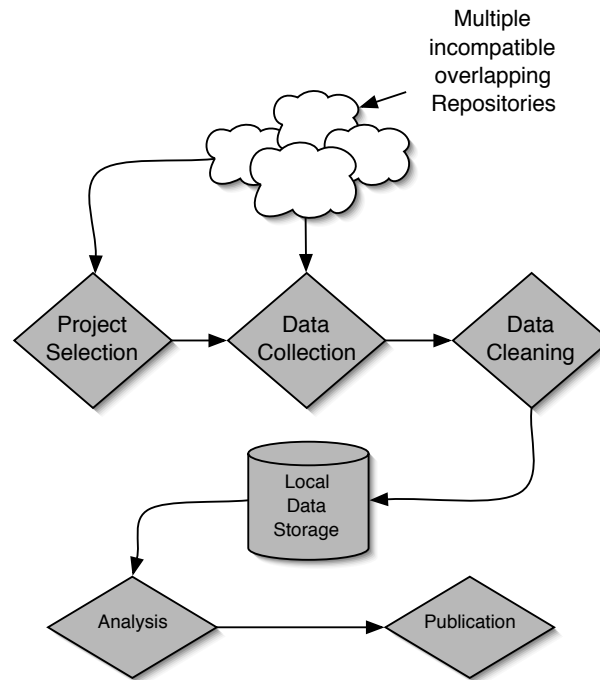 Multiple
incompatible
overlapping
Repositories
Project
Selection
Data
Collection
Data
Cleaning
Local
Data
Storage
Analysis
Publication